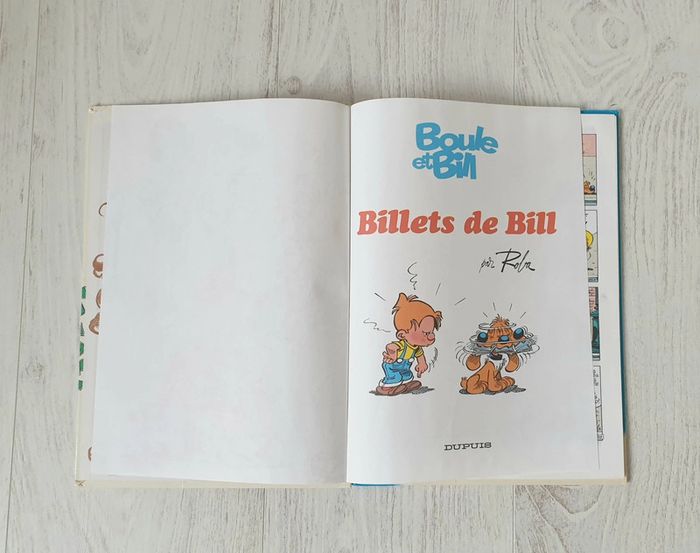 Boule
et Bill
Billets de Bill
par Roba
DUPUIS